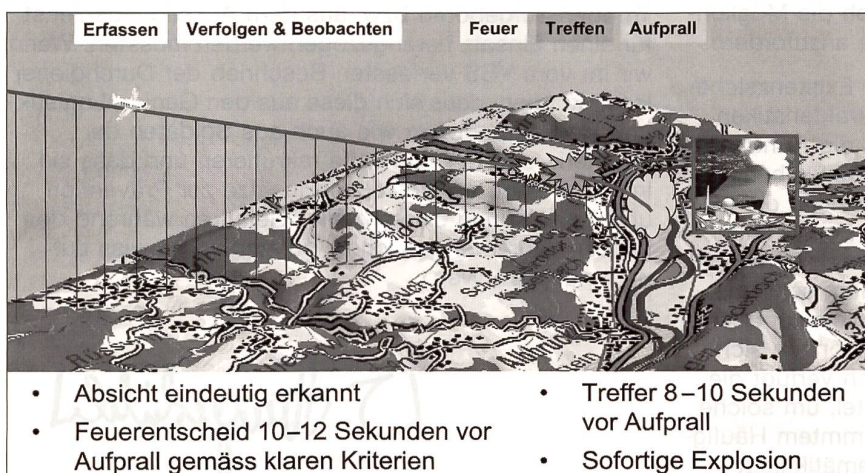 Erfassen Verfolgen & Beobachten Feuer Treffen Aufprall
Buch
• Absicht eindeutig erkannt
• Feuerentscheid 10–12 Sekunden vor
Aufprall gemäss klaren Kriterien
• Treffer 8–10 Sekunden
vor Aufprall
• Sofortige Explosion